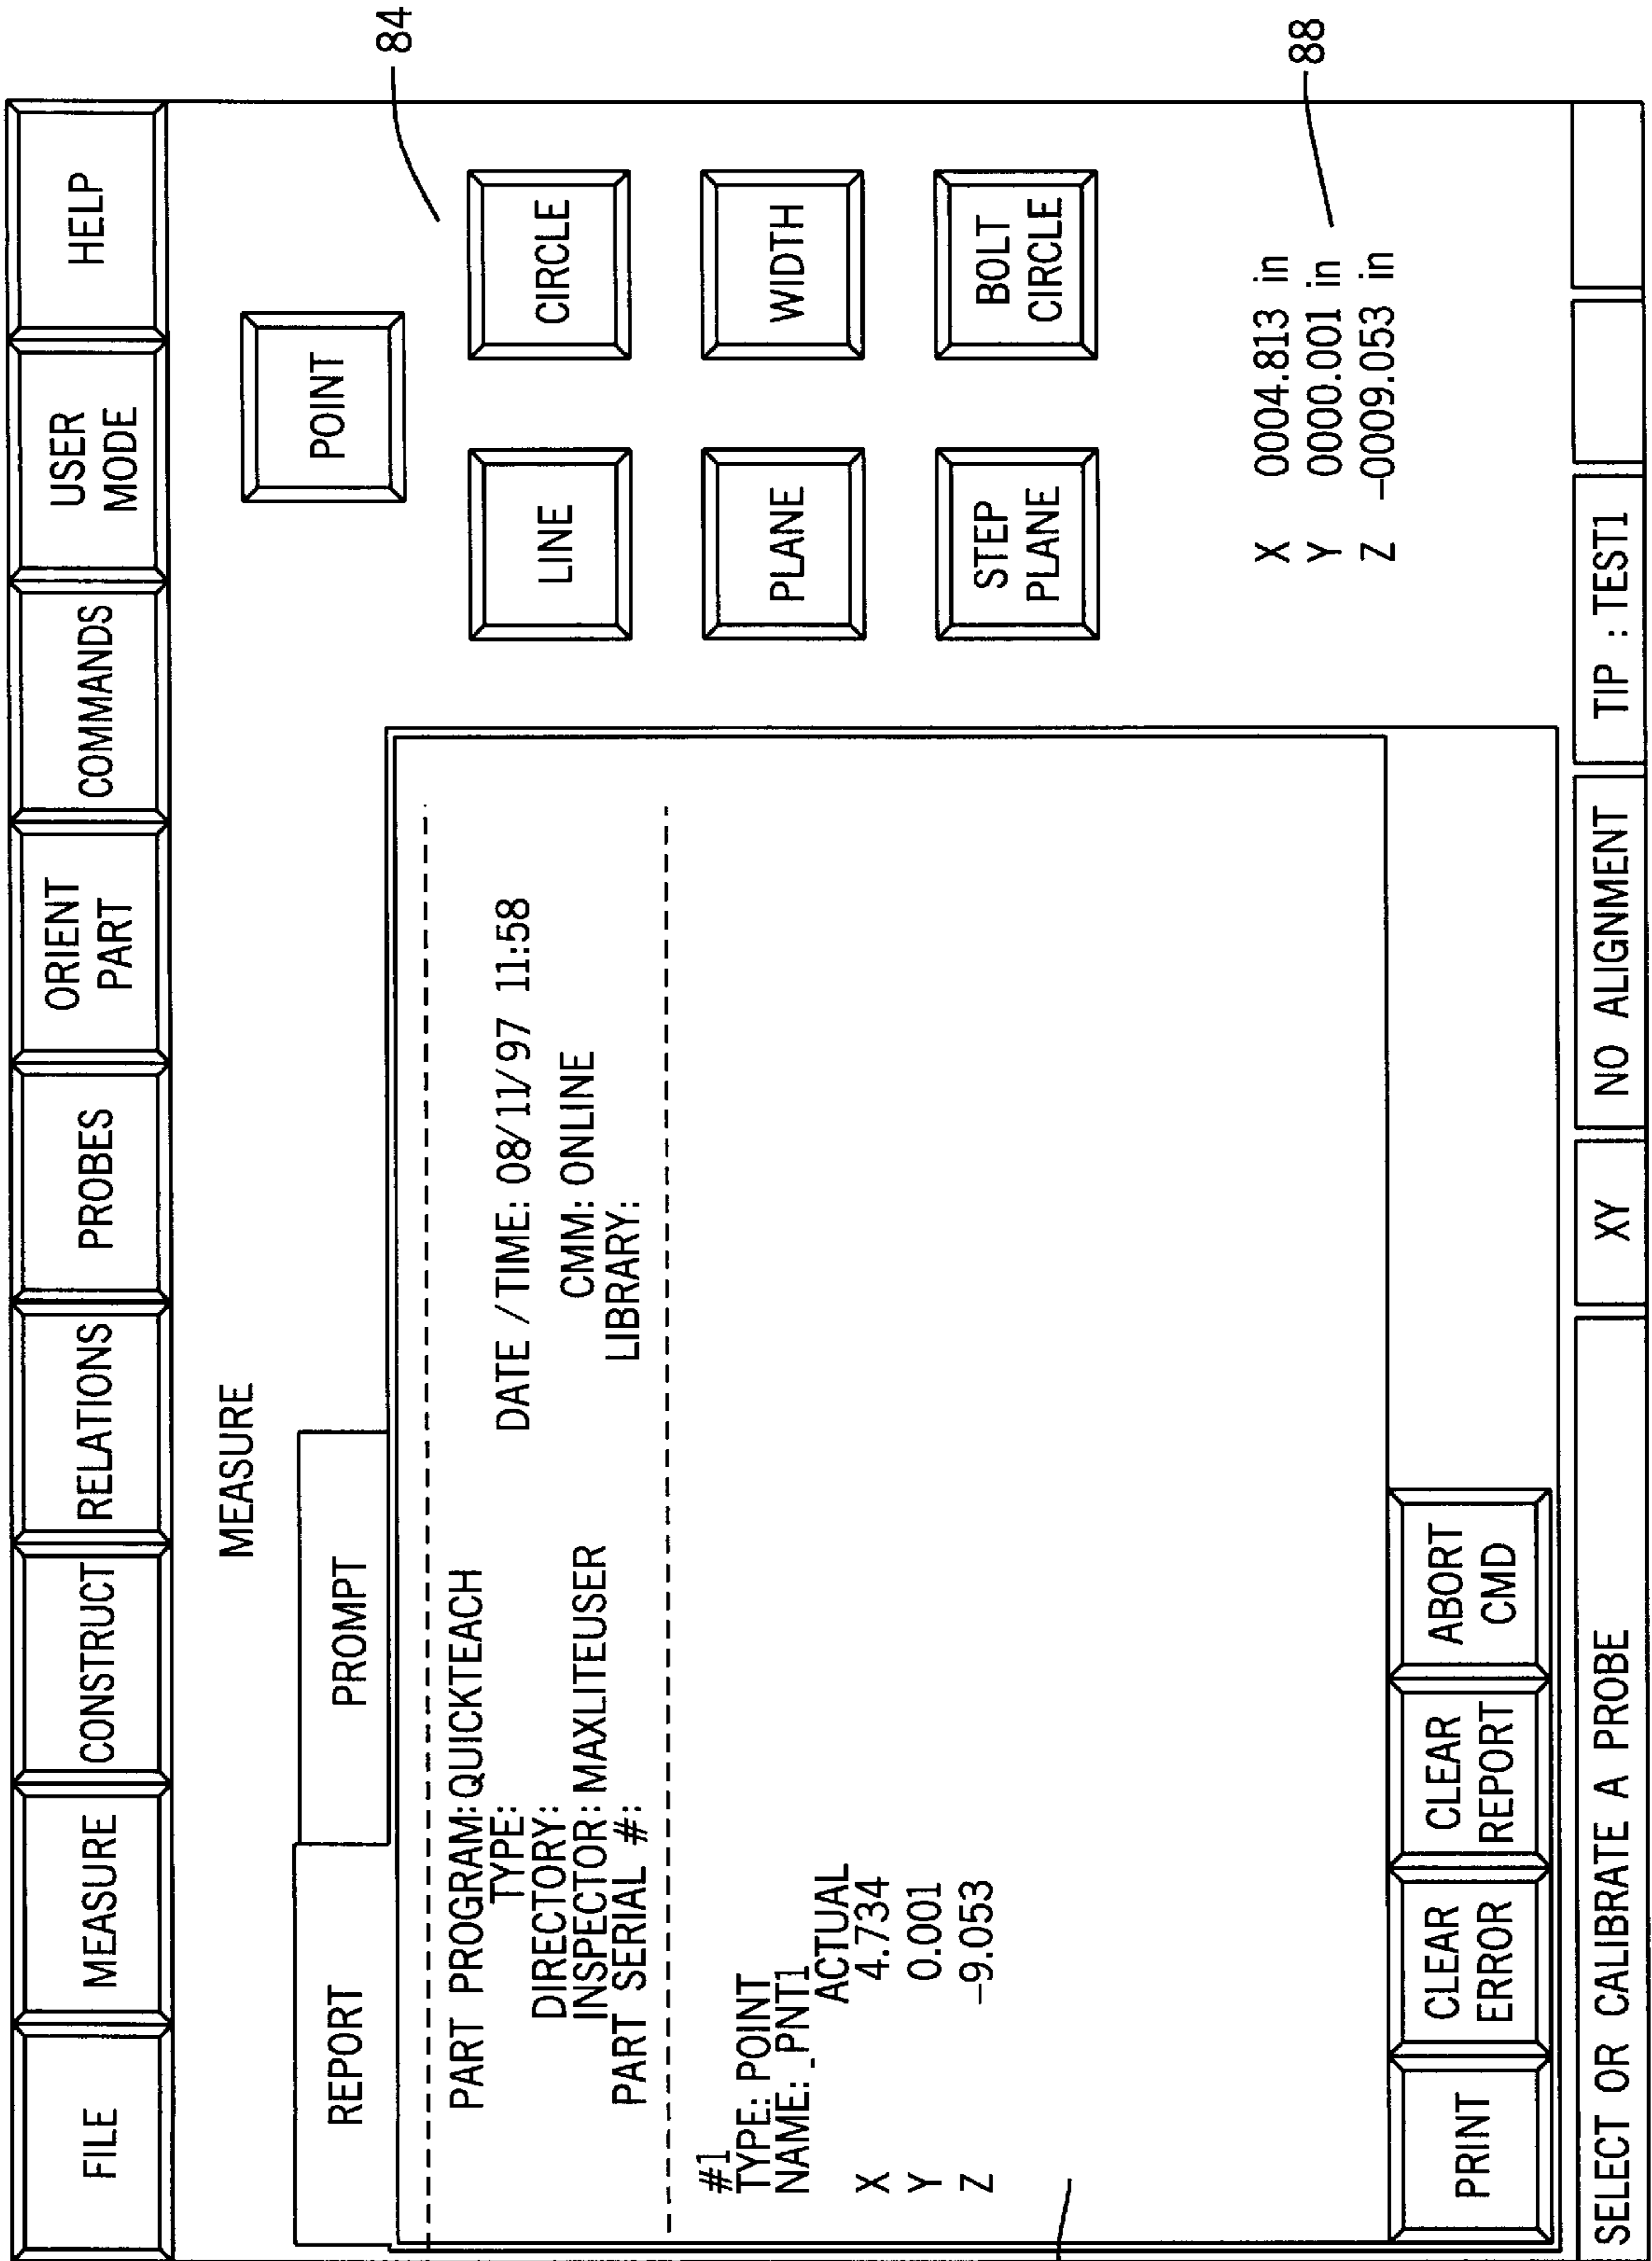 FILE
MEASURE
CONSTRUCT
RELATIONS
PROBES
ORIENT
PART
COMMANDS
USER
MODE
HELP
MEASURE
REPORT
PROMPT
PART PROGRAM: QUICKTEACH
TYPE:
DATE / TIME: 08/11/97 11:58
DIRECTORY:
INSPECTOR: MAXLITEUSER
CMM: ONLINE
PART SERIAL #:
LIBRARY:
#1
TYPE: POINT
NAME: PNT1
ACTUAL
X 4.734
Y 0.001
Z -9.053
PRINT
CLEAR
ERROR
CLEAR
REPORT
ABORT
CMD
POINT
84
LINE
CIRCLE
PLANE
WIDTH
STEP
PLANE
BOLT
CIRCLE
X 0004.813 in
Y 0000.001 in
Z -0009.053 in
88
SELECT OR CALIBRATE A PROBE
XY
NO ALIGNMENT
TIP : TEST1